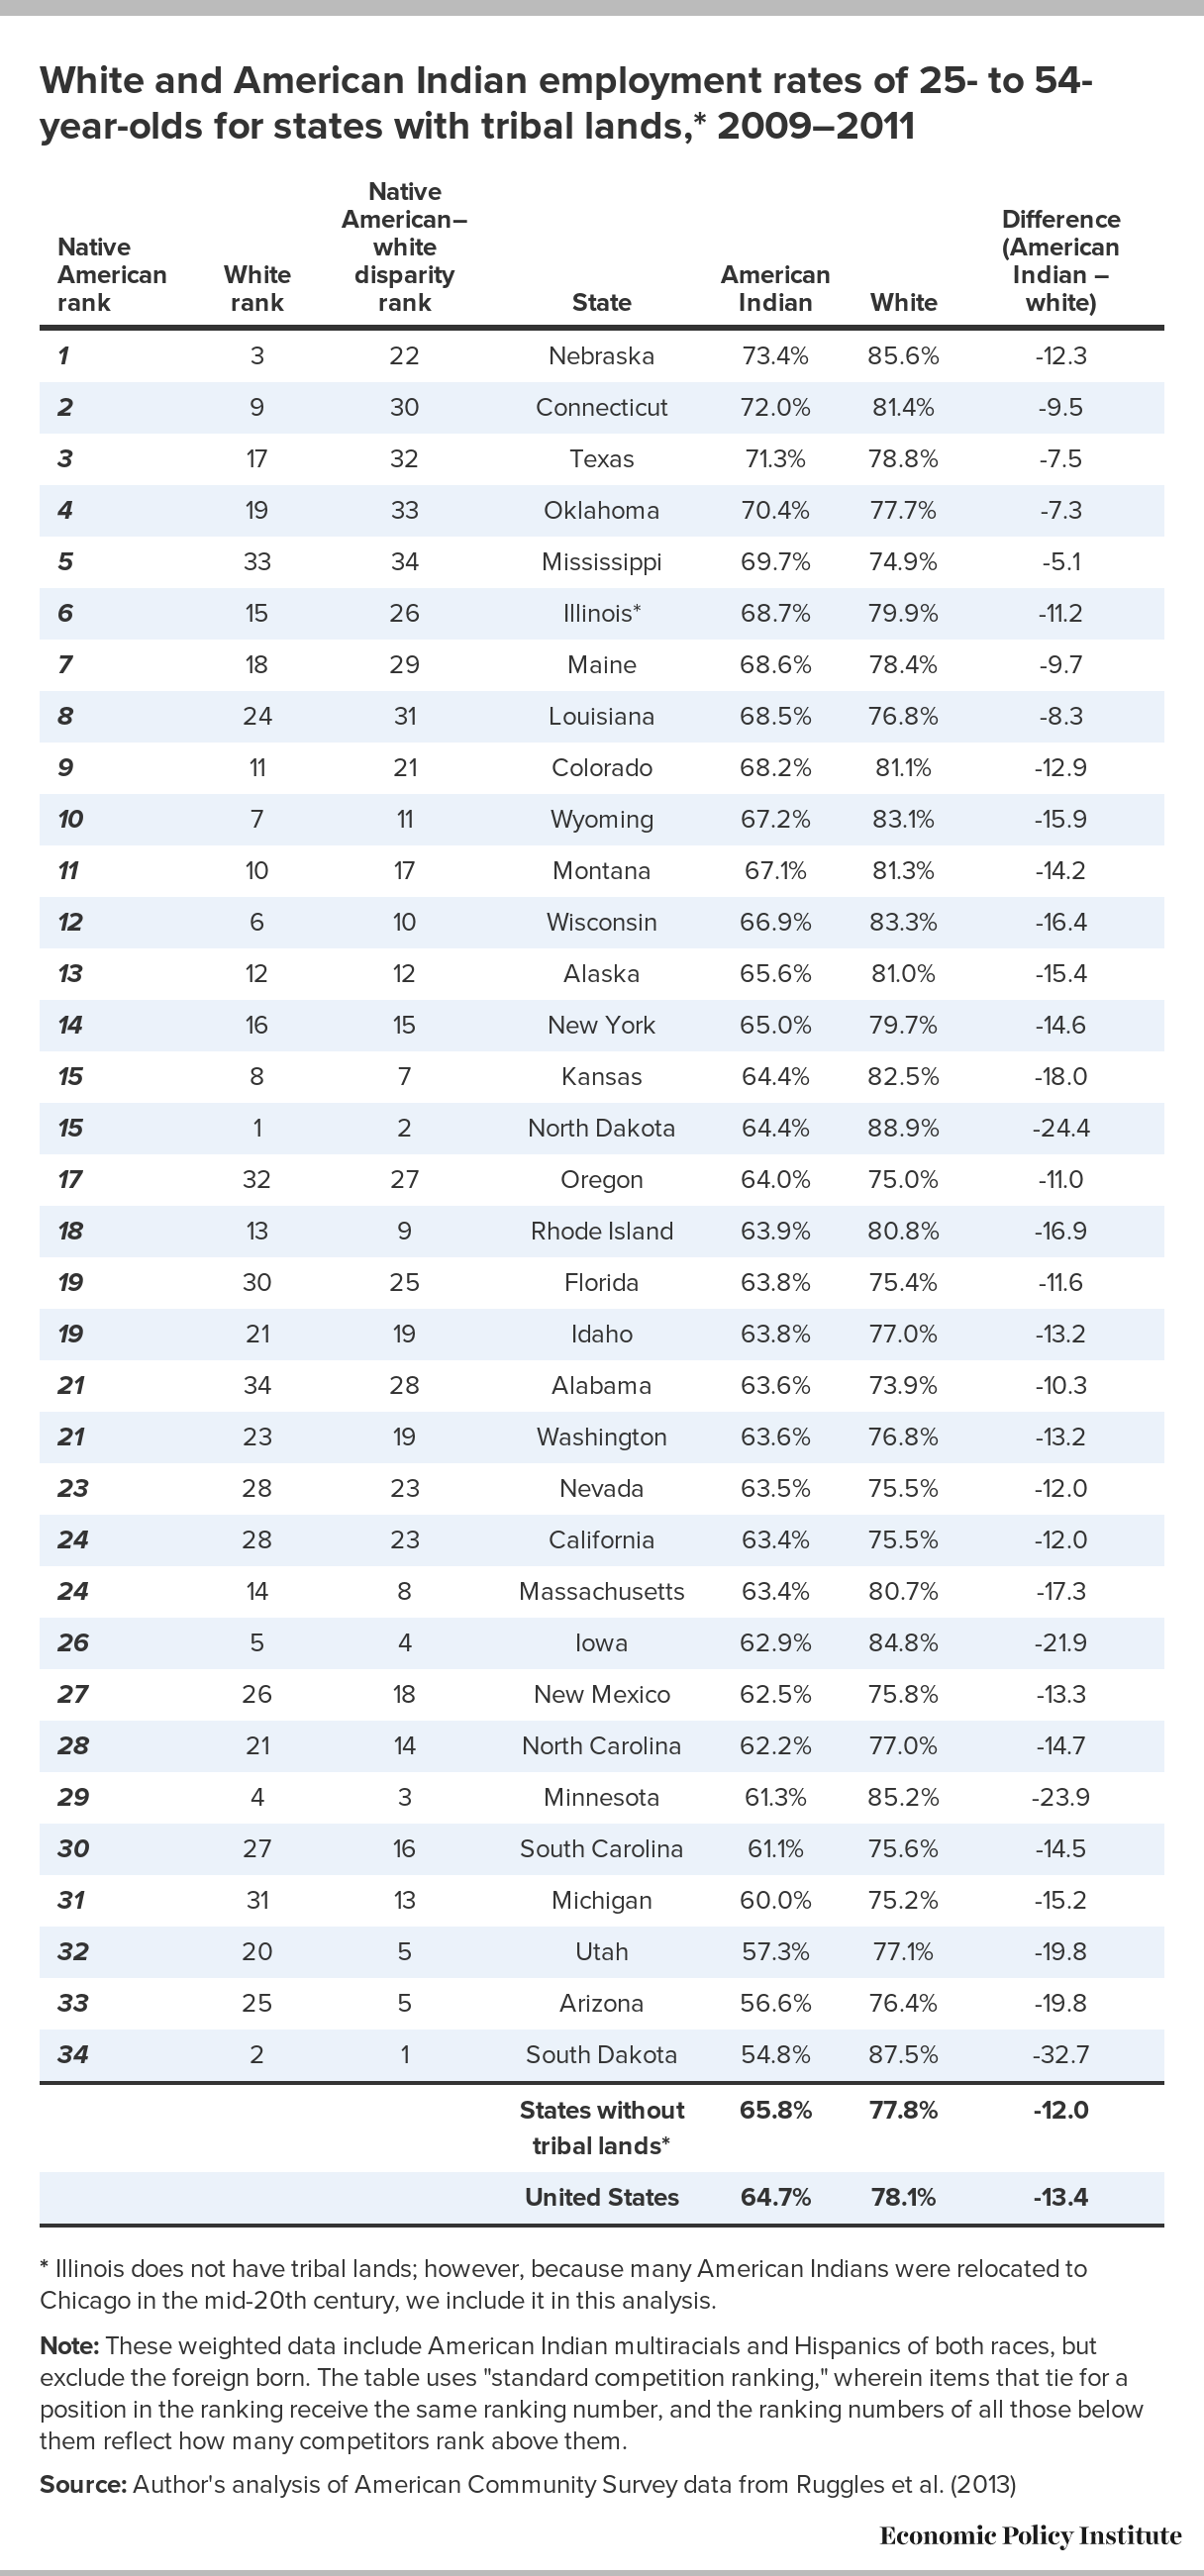 White and American Indian employment rates of 25- to 54-
year-olds for states with tribal lands,* 2009–2011
Native American rank White rank Native American–white disparity rank State American Indian White Difference (American Indian – white)
1 3 22 Nebraska 73.4% 85.6% -12.3
2 9 30 Connecticut 72.0% 81.4% -9.5
3 17 32 Texas 71.3% 78.8% -7.5
4 19 33 Oklahoma 70.4% 77.7% -7.3
5 33 34 Mississippi 69.7% 74.9% -5.1
6 15 26 Illinois* 68.7% 79.9% -11.2
7 18 29 Maine 68.6% 78.4% -9.7
8 24 31 Louisiana 68.5% 76.8% -8.3
9 11 21 Colorado 68.2% 81.1% -12.9
10 7 11 Wyoming 67.2% 83.1% -15.9
11 10 17 Montana 67.1% 81.3% -14.2
12 6 10 Wisconsin 66.9% 83.3% -16.4
13 12 12 Alaska 65.6% 81.0% -15.4
14 16 15 New York 65.0% 79.7% -14.6
15 8 7 Kansas 64.4% 82.5% -18.0
15 1 2 North Dakota 64.4% 88.9% -24.4
17 32 27 Oregon 64.0% 75.0% -11.0
18 13 9 Rhode Island 63.9% 80.8% -16.9
19 30 25 Florida 63.8% 75.4% -11.6
19 21 19 Idaho 63.8% 77.0% -13.2
21 34 28 Alabama 63.6% 73.9% -10.3
21 23 19 Washington 63.6% 76.8% -13.2
23 28 23 Nevada 63.5% 75.5% -12.0
24 28 23 California 63.4% 75.5% -12.0
24 14 8 Massachusetts 63.4% 80.7% -17.3
26 5 4 Iowa 62.9% 84.8% -21.9
27 26 18 New Mexico 62.5% 75.8% -13.3
28 21 14 North Carolina 62.2% 77.0% -14.7
29 4 3 Minnesota 61.3% 85.2% -23.9
30 27 16 South Carolina 61.1% 75.6% -14.5
31 31 13 Michigan 60.0% 75.2% -15.2
32 20 5 Utah 57.3% 77.1% -19.8
33 25 5 Arizona 56.6% 76.4% -19.8
34 2 1 South Dakota 54.8% 87.5% -32.7
States without tribal lands* 65.8% 77.8% -12.0
United States 64.7% 78.1% -13.4
* Illinois does not have tribal lands; however, because many American Indians were relocated to
Chicago in the mid-20th century, we include it in this analysis.
Note: These weighted data include American Indian multiracials and Hispanics of both races, but
exclude the foreign born. The table uses "standard competition ranking," wherein items that tie for a
position in the ranking receive the same ranking number, and the ranking numbers of all those below
them reflect how many competitors rank above them.
Source: Author's analysis of American Community Survey data from Ruggles et al. (2013)
Economic Policy Institute